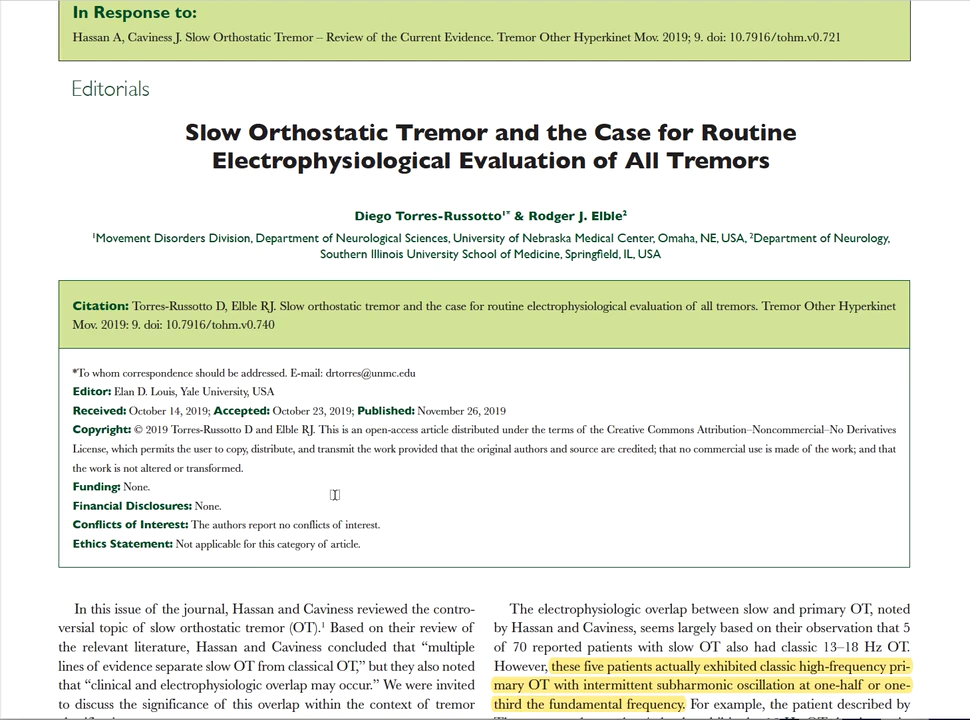 In Response to:
Hassan A, Caviness J. Slow Orthostatic Tremor – Review of the Current Evidence. Tremor Other Hyperkinet Mov. 2019; 9. doi: 10.7916/tohm.v0.721
Editorials
Slow Orthostatic Tremor and the Case for Routine
Electrophysiological Evaluation of All Tremors
Diego Torres-Russotto1* & Rodger J. Elble2
1Movement Disorders Division, Department of Neurological Sciences, University of Nebraska Medical Center, Omaha, NE, USA, 2Department of Neurology,
Southern Illinois University School of Medicine, Springfield, IL, USA
Citation: Torres-Russotto D, Elble RJ. Slow orthostatic tremor and the case for routine electrophysiological evaluation of all tremors. Tremor Other Hyperkinet
Mov. 2019: 9. doi: 10.7916/tohm.v0.740
*To whom correspondence should be addressed. E-mail: drtorres@unmc.edu
Editor: Elan D. Louis, Yale University, USA
Received: October 14, 2019; Accepted: October 23, 2019; Published: November 26, 2019
Copyright: © 2019 Torres-Russotto D and Elble RJ. This is an open-access article distributed under the terms of the Creative Commons Attribution–Noncommercial–No Derivatives
License, which permits the user to copy, distribute, and transmit the work provided that the original authors and source are credited; that no commercial use is made of the work; and that
the work is not altered or transformed.
Funding: None.
Financial Disclosures: None.
Conflicts of Interest: The authors report no conflicts of interest.
Ethics Statement: Not applicable for this category of article.
In this issue of the journal, Hassan and Caviness reviewed the contro-
versial topic of slow orthostatic tremor (OT).1 Based on their review of
the relevant literature, Hassan and Caviness concluded that “multiple
lines of evidence separate slow OT from classical OT,” but they also noted
that “clinical and electrophysiologic overlap may occur.” We were invited
to discuss the significance of this overlap within the context of tremor
The electrophysiologic overlap between slow and primary OT, noted
by Hassan and Caviness, seems largely based on their observation that 5
of 70 reported patients with slow OT also had classic 13–18 Hz OT.
However, these five patients actually exhibited classic high-frequency pri-
mary OT with intermittent subharmonic oscillation at one-half or one-
third the fundamental frequency. For example, the patient described by